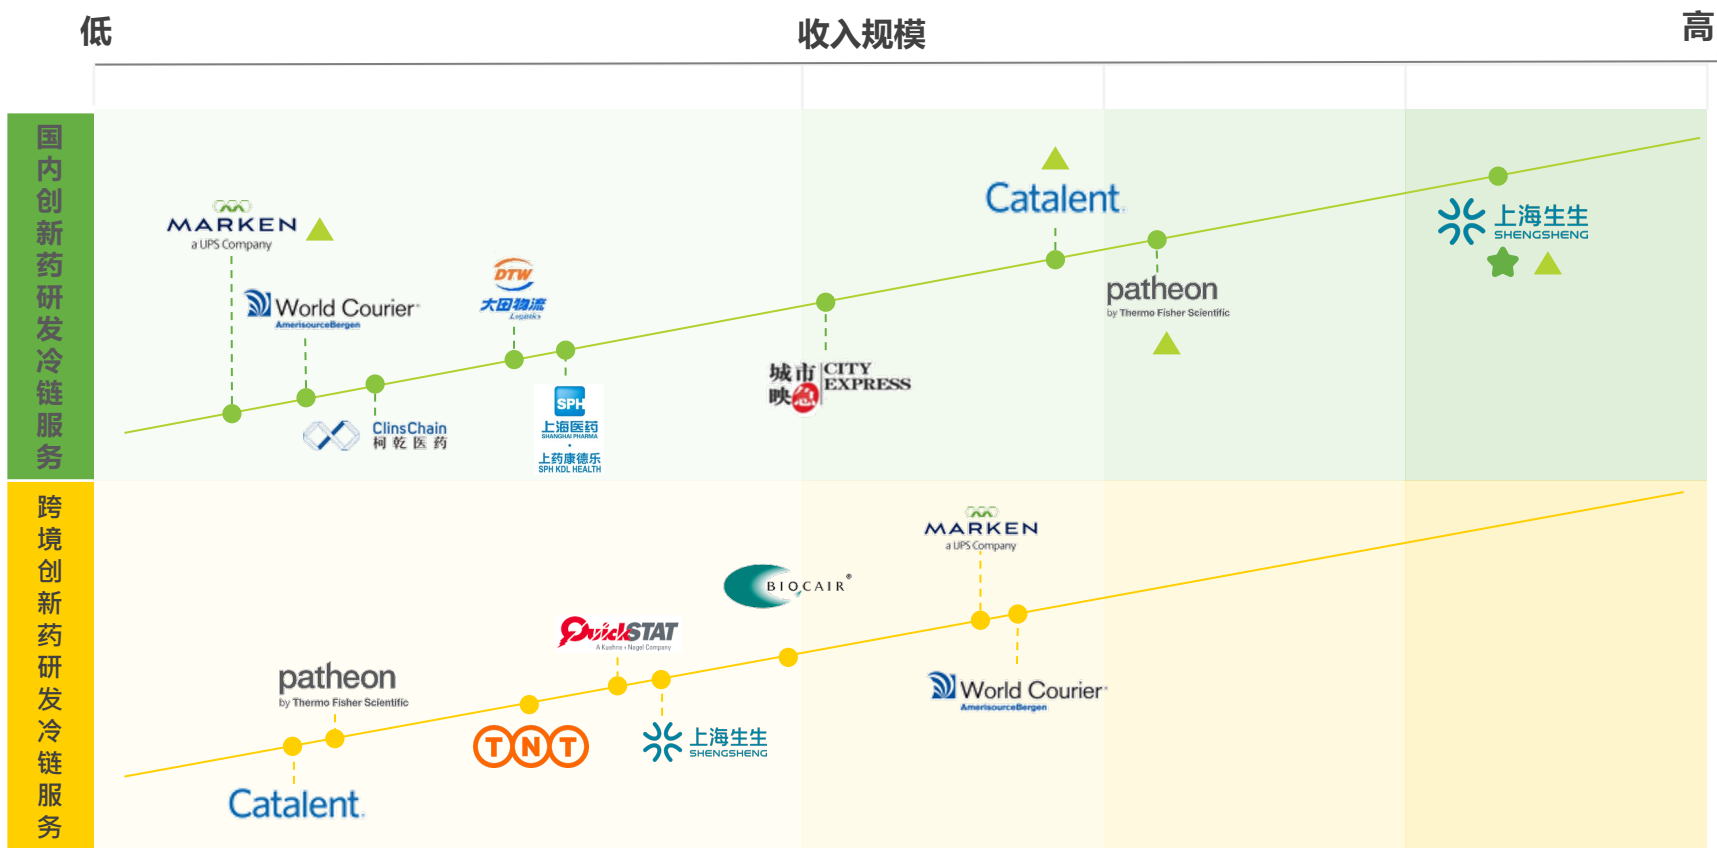 低
收入规模
高
国内创新药研发冷链服务
MARKEN
a UPS Company
World Courier
AmerisourceBergen
ClinsChain
柯乾医药
DTW
大田物流
Logistics
SPH
上海医药
SHANGHAI PHARMA
上药康德乐
SPH KDL HEALTH
城市
映急
CITY
EXPRESS
Catalent
patheon
by Thermo Fisher Scientific
上海生生
SHENGSHENG
跨境创新药研发冷链服务
Catalent
patheon
by Thermo Fisher Scientific
TNT
QuickSTAT
A Kuehne + Nagel Company
上海生生
SHENGSHENG
BIOCAIR®
MARKEN
a UPS Company
World Courier
AmerisourceBergen